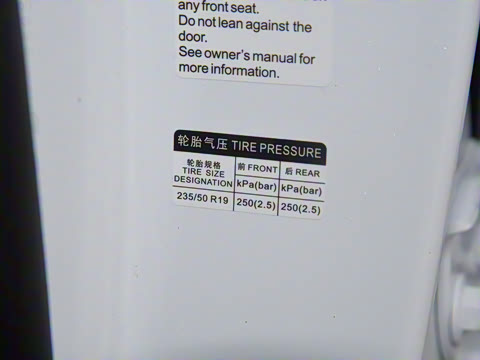 any front seat.
Do not lean against the
door.
See owner's manual for
more information.
轮胎气压 TIRE PRESSURE
轮胎规格
TIRE SIZE
DESIGNATION
前 FRONT
后 REAR
kPa(bar)
kPa(bar)
235/50 R19
250(2.5)
250(2.5)